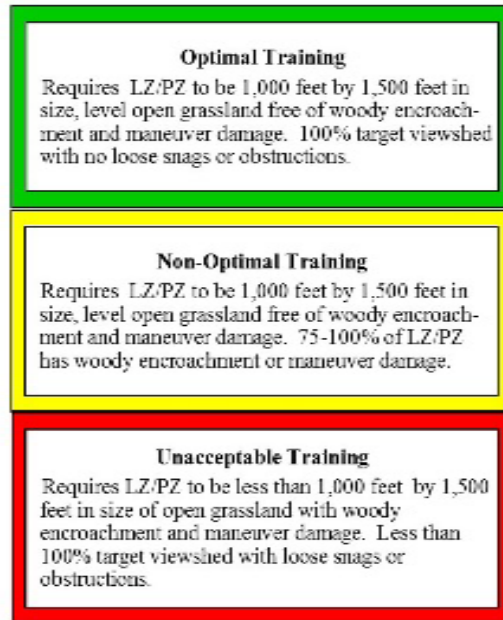 Optimal Training
Requires LZ/PZ to be 1,000 feet by 1,500 feet in
size, level open grassland free of woody encroach-
ment and maneuver damage. 100% target viewshed
with no loose snags or obstructions.
Non-Optimal Training
Requires LZ/PZ to be 1,000 feet by 1,500 feet in
size, level open grassland free of woody encroach-
ment and maneuver damage. 75-100% of LZ/PZ
has woody encroachment or maneuver damage.
Unacceptable Training
Requires LZ/PZ to be less than 1,000 feet by 1,500
feet in size of open grassland with woody
encroachment and maneuver damage. Less than
100% target viewshed with loose snags or
obstructions.